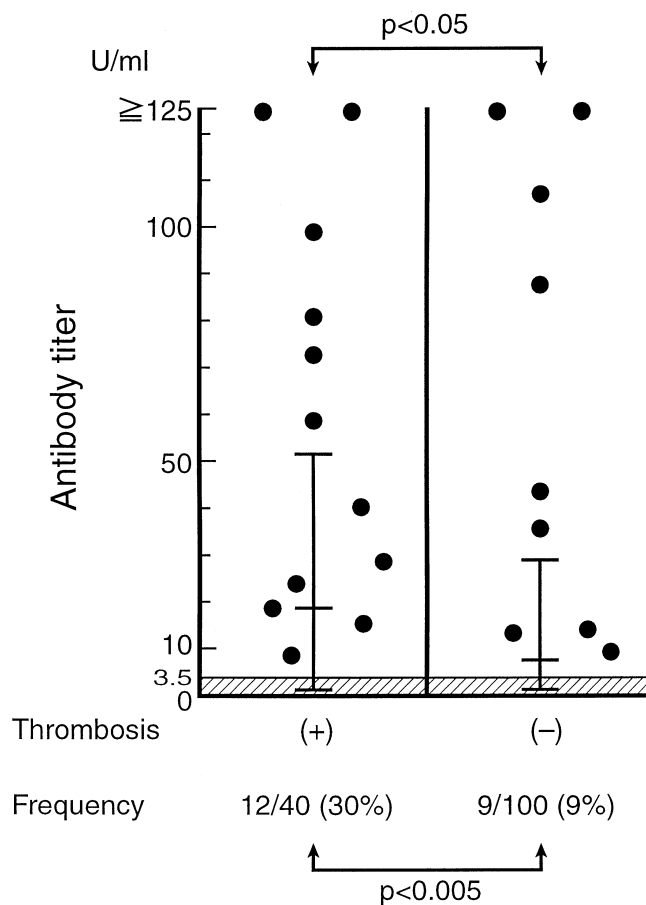 p<0.05
U/ml
≧125
100
50
10
3.5
0
Antibody titer
Thrombosis (+) (−)
Frequency 12/40 (30%) 9/100 (9%)
p<0.005